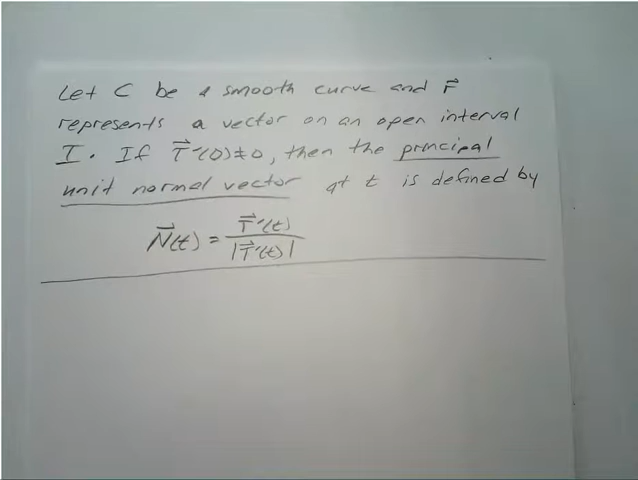 Let C be a smooth curve and r⃗
represents a vector on an open interval
I. If T⃗'(0)≠0, then the principal
unit normal vector at t is defined by
N⃗(t) = T⃗'(t) / |T⃗'(t)|